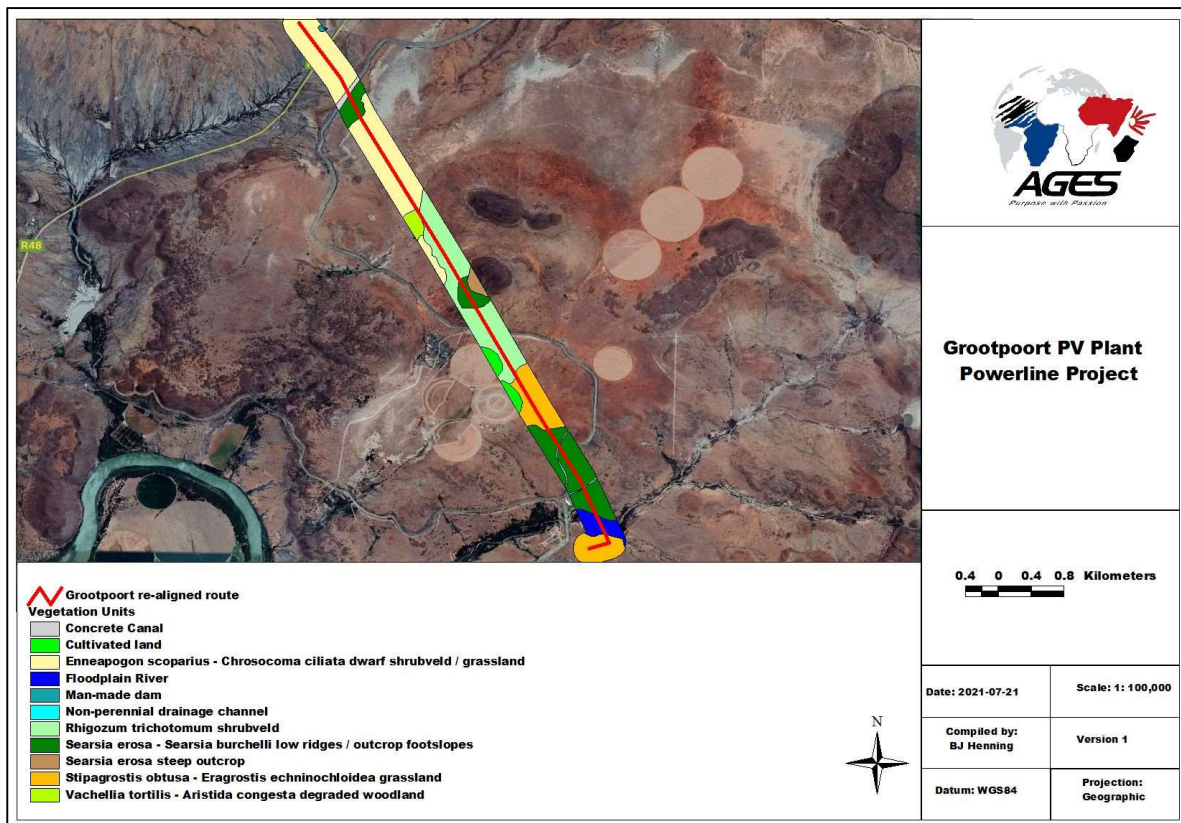 R48
AGES
Purpose with Passion
Grootpoort PV Plant
Powerline Project
0.4 0 0.4 0.8 Kilometers
Date: 2021-07-21
Scale: 1: 100,000
Compiled by:
BJ Henning
Version 1
Datum: WGS84
Projection:
Geographic
N
Grootpoort re-aligned route
Vegetation Units
Concrete Canal
Cultivated land
Enneapogon scoparius - Chrosocoma ciliata dwarf shrubveld / grassland
Floodplain River
Man-made dam
Non-perennial drainage channel
Rhigozum trichotomum shrubveld
Searsia erosa - Searsia burchelli low ridges / outcrop footslopes
Searsia erosa steep outcrop
Stipagrostis obtusa - Eragrostis echninochloidea grassland
Vachellia tortilis - Aristida congesta degraded woodland